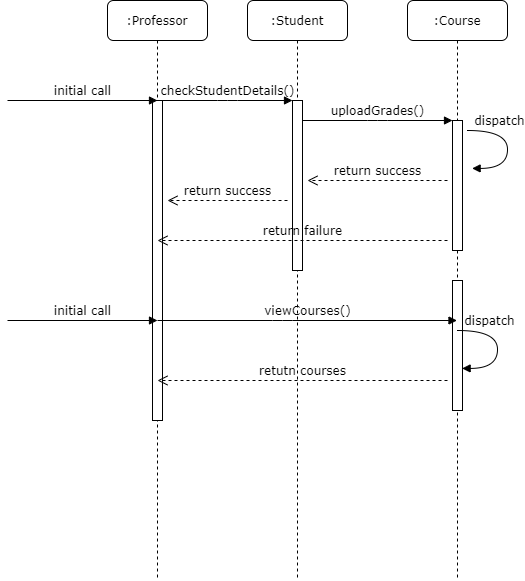 :Professor
:Student
:Course
initial call
checkStudentDetails()
uploadGrades()
dispatch
return success
return success
return failure
initial call
viewCourses()
dispatch
retutn courses